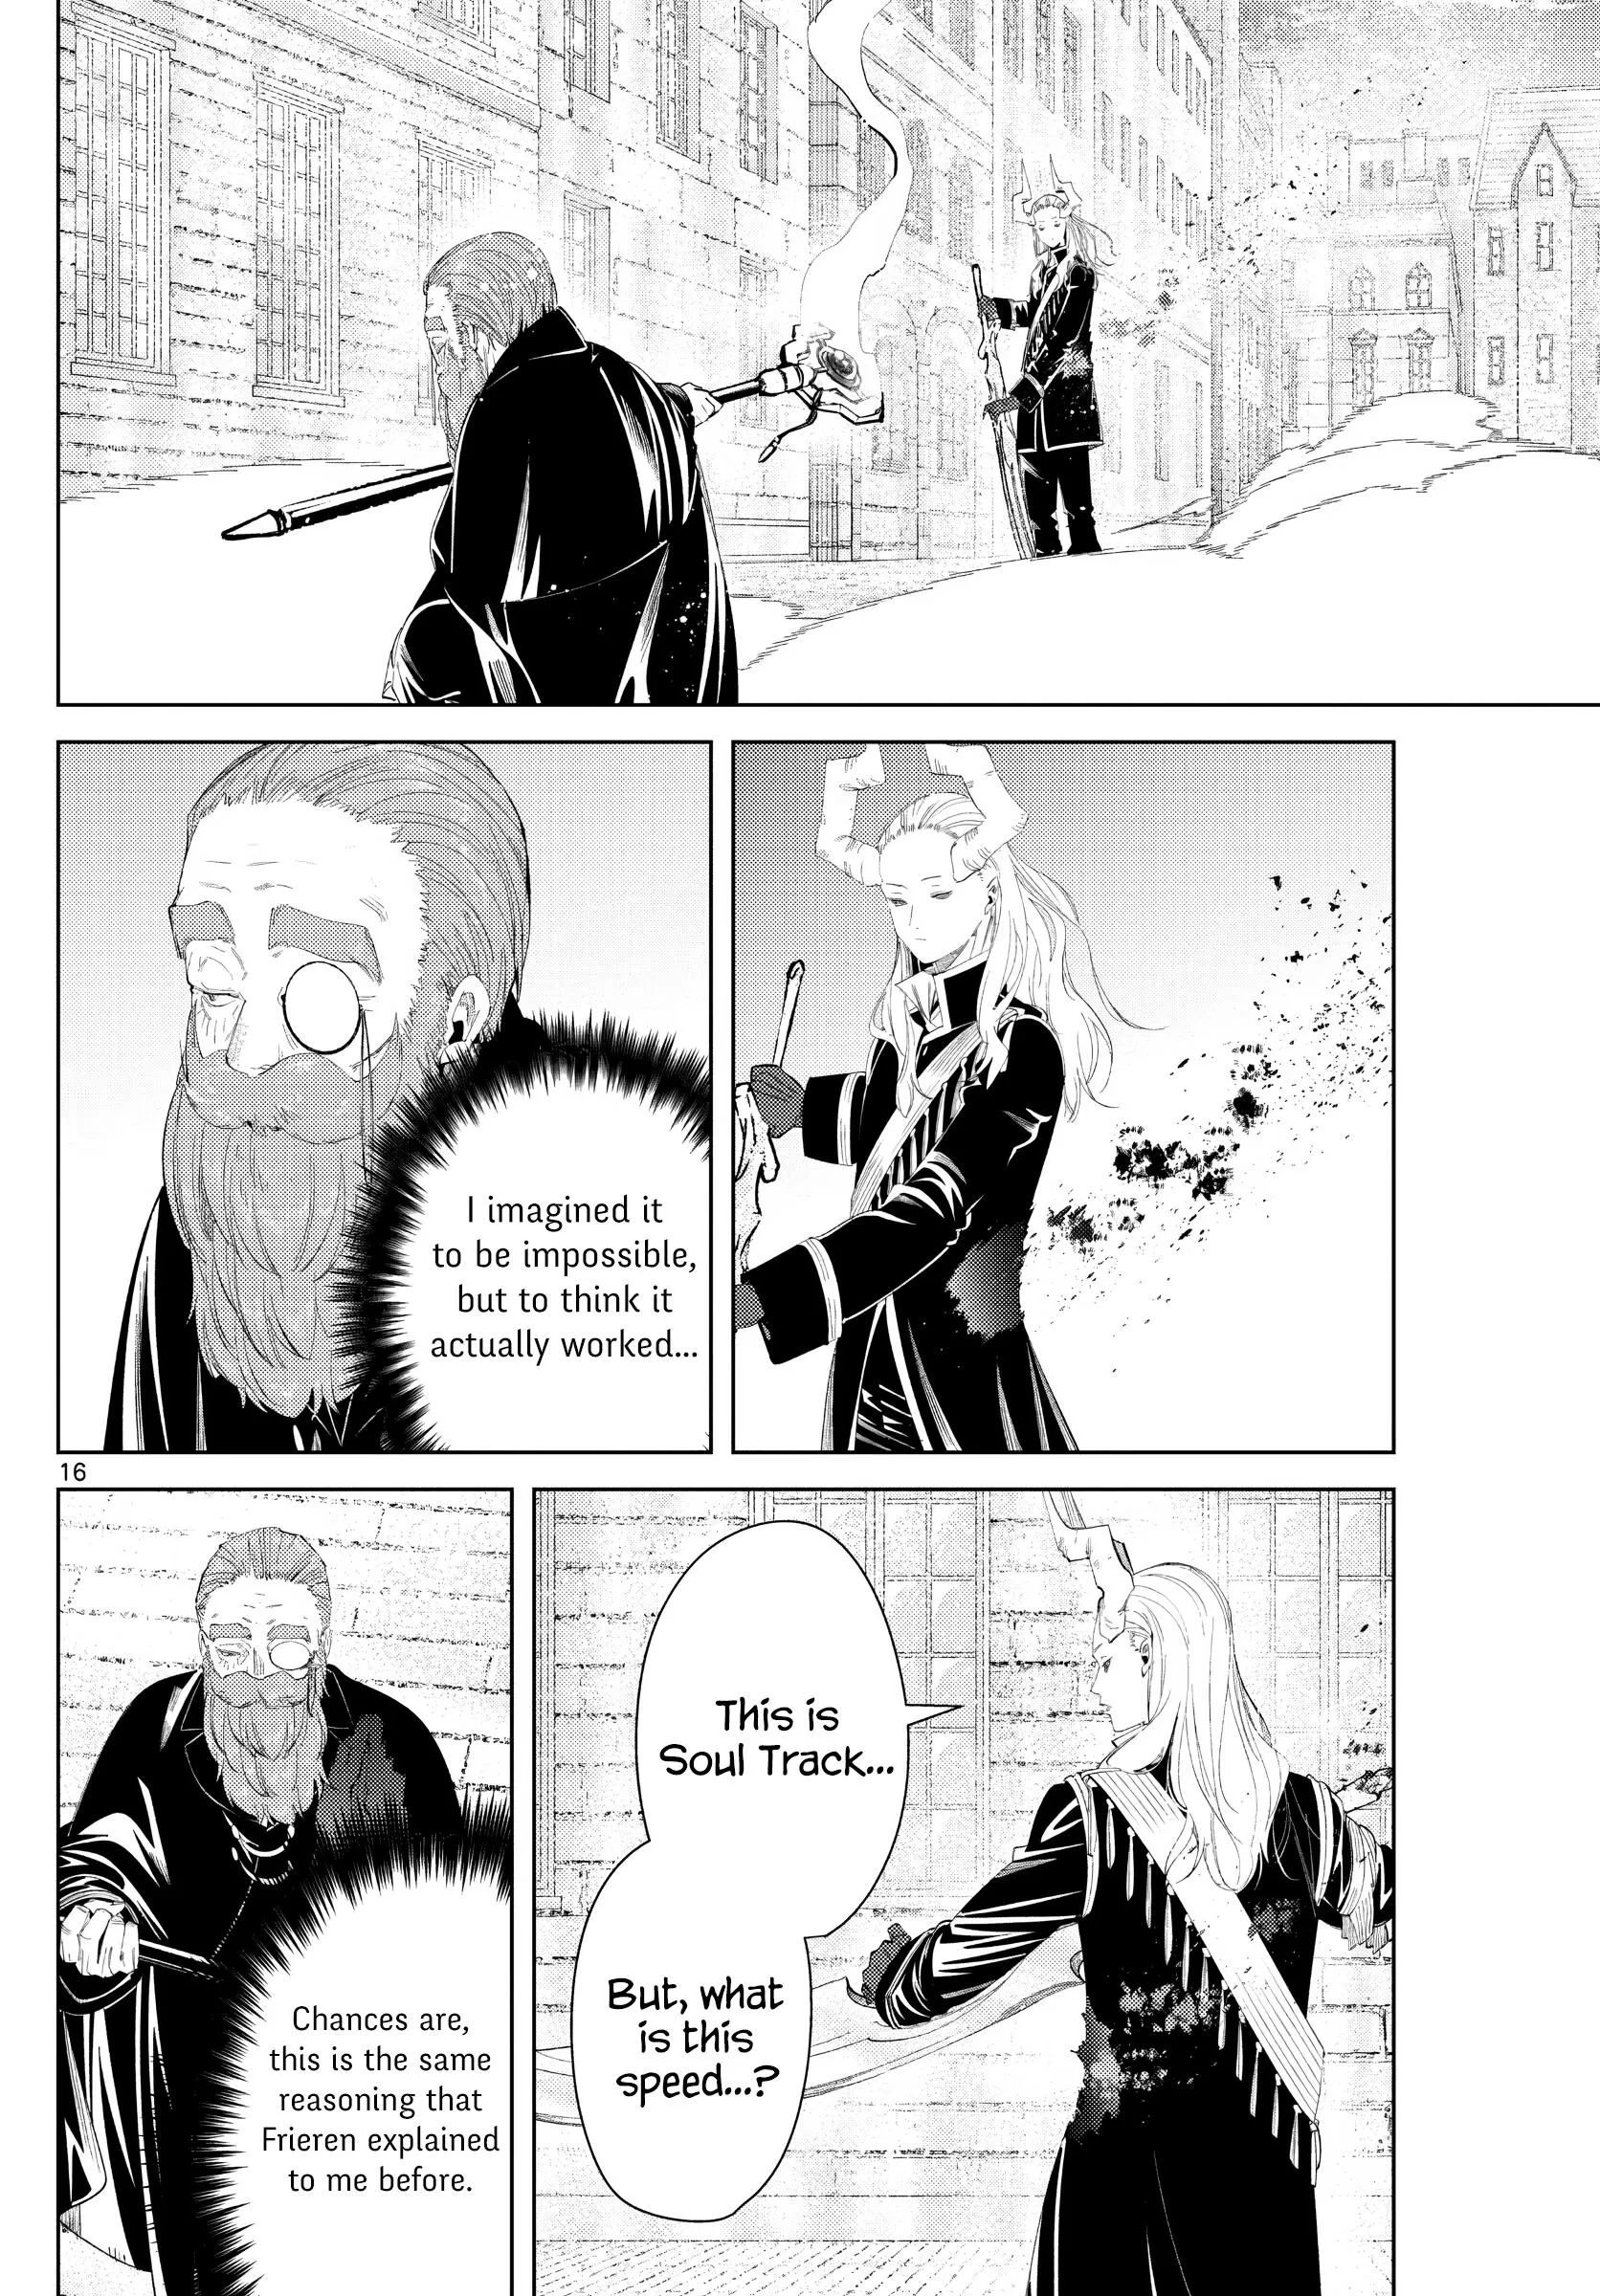 I imagined it
to be impossible,
but to think it
actually worked...
16
This is
Soul Track...
But, what
is this
speed...?
Chances are,
this is the same
reasoning that
Frieren explained
to me before.